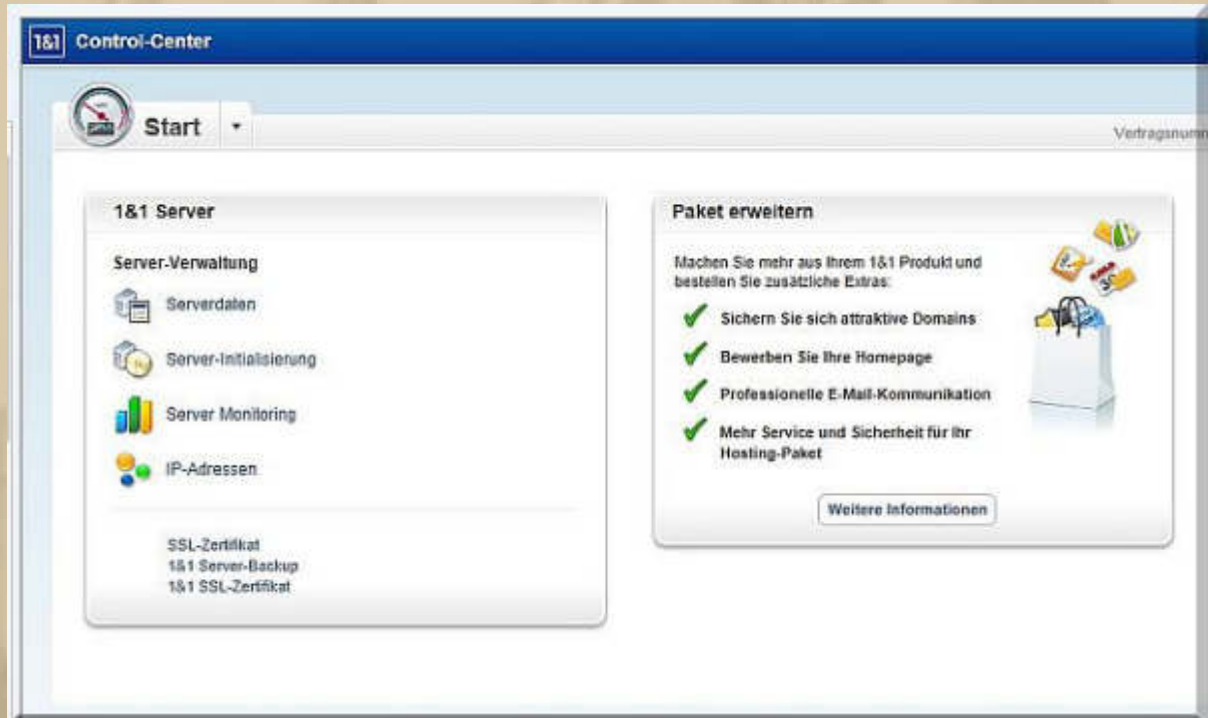 1&1 Control-Center
Start
Vertragsnumm
1&1 Server
Server-Verwaltung
Serverdaten
Server-Initialisierung
Server Monitoring
IP-Adressen
SSL-Zertifikat
1&1 Server-Backup
1&1 SSL-Zertifikat
Paket erweitern
Machen Sie mehr aus Ihrem 1&1 Produkt und
bestellen Sie zusätzliche Extras:
Sichern Sie sich attraktive Domains
Bewerben Sie Ihre Homepage
Professionelle E-Mail-Kommunikation
Mehr Service und Sicherheit für Ihr
Hosting-Paket
Weitere Informationen